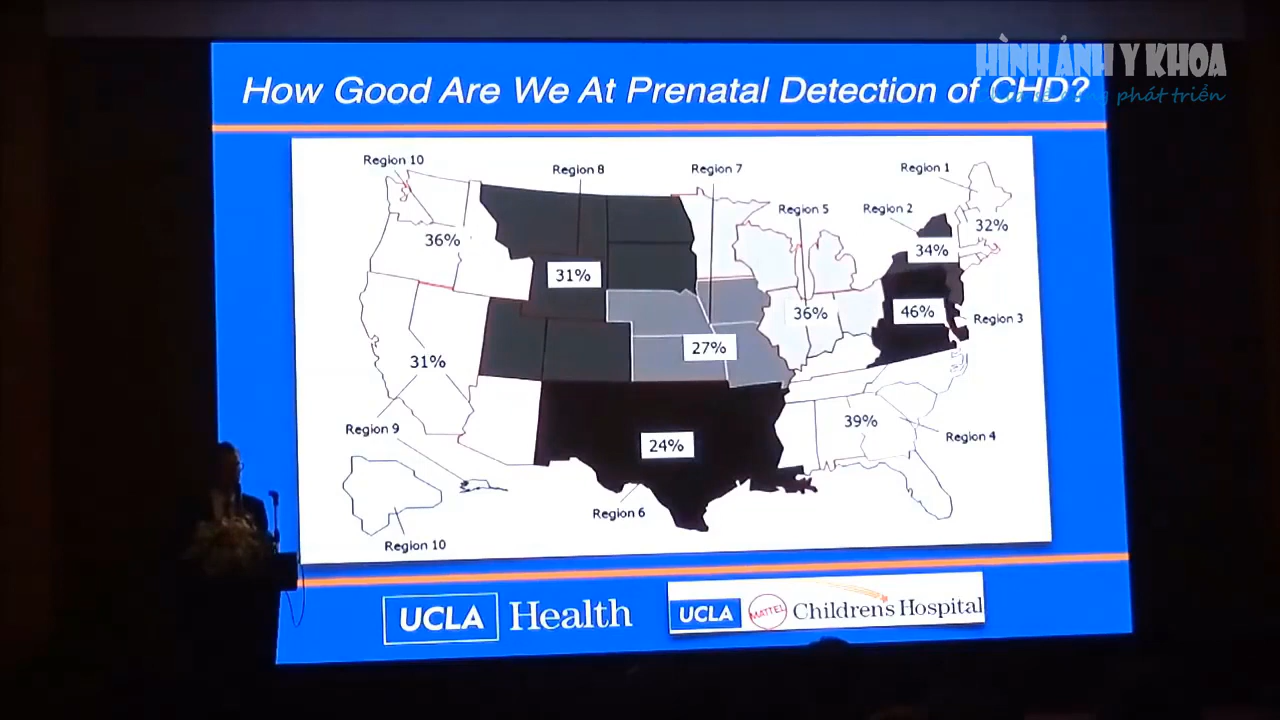 HÌNH ẢNH Y KHOA
phát triển
How Good Are We At Prenatal Detection of CHD?
Region 10
Region 8
Region 7
Region 1
Region 5
Region 2
32%
36%
34%
31%
46%
36%
Region 3
27%
31%
39%
Region 9
24%
Region 4
Region 6
Region 10
UCLA Health
UCLA MATTEL Children's Hospital